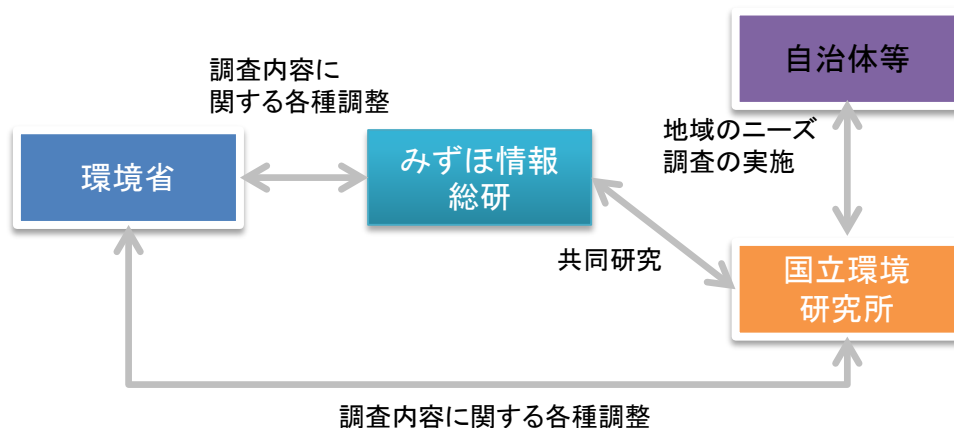 自治体等
調査内容に
関する各種調整
地域のニーズ
調査の実施
環境省
みずほ情報
総研
共同研究
国立環境
研究所
調査内容に関する各種調整